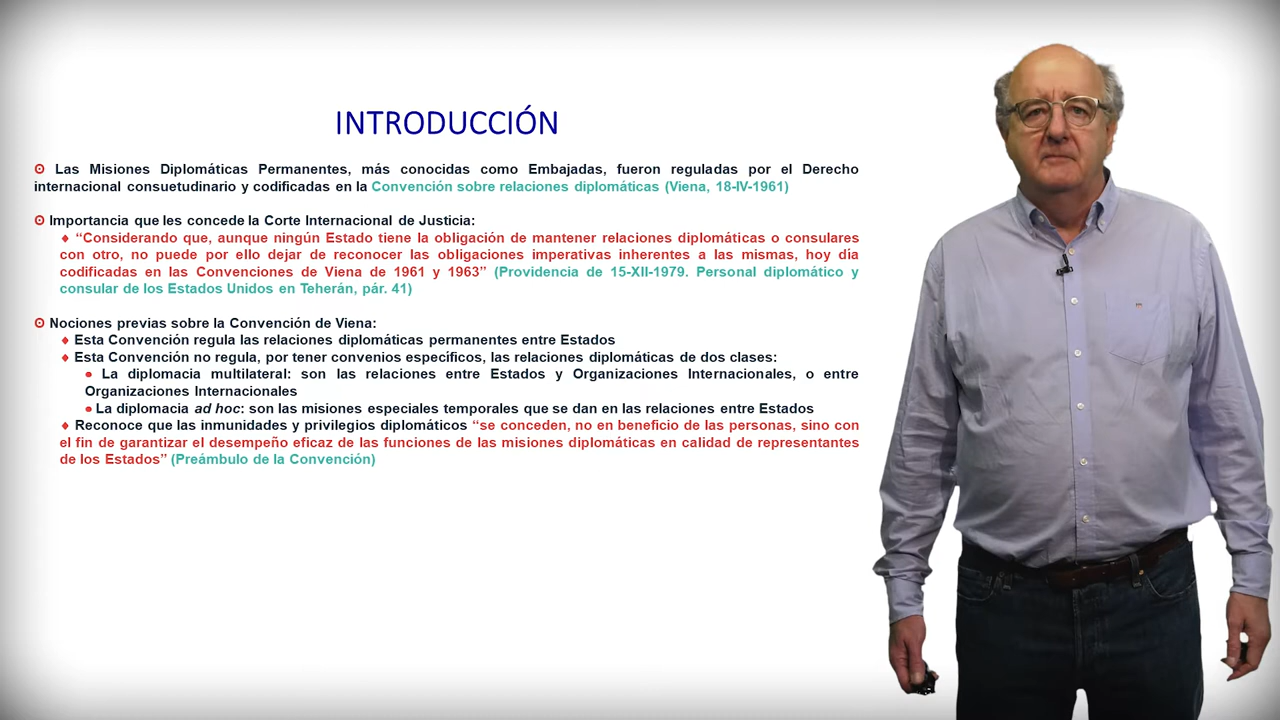 INTRODUCCIÓN
ʘ Las Misiones Diplomáticas Permanentes, más conocidas como Embajadas, fueron reguladas por el Derecho
internacional consuetudinario y codificadas en la Convención sobre relaciones diplomáticas (Viena, 18-IV-1961)
ʘ Importancia que les concede la Corte Internacional de Justicia:
♦ “Considerando que, aunque ningún Estado tiene la obligación de mantener relaciones diplomáticas o consulares
con otro, no puede por ello dejar de reconocer las obligaciones imperativas inherentes a las mismas, hoy día
codificadas en las Convenciones de Viena de 1961 y 1963” (Providencia de 15-XII-1979. Personal diplomático y
consular de los Estados Unidos en Teherán, pár. 41)
ʘ Nociones previas sobre la Convención de Viena:
♦ Esta Convención regula las relaciones diplomáticas permanentes entre Estados
♦ Esta Convención no regula, por tener convenios específicos, las relaciones diplomáticas de dos clases:
● La diplomacia multilateral: son las relaciones entre Estados y Organizaciones Internacionales, o entre
Organizaciones Internacionales
● La diplomacia ad hoc: son las misiones especiales temporales que se dan en las relaciones entre Estados
♦ Reconoce que las inmunidades y privilegios diplomáticos “se conceden, no en beneficio de las personas, sino con
el fin de garantizar el desempeño eficaz de las funciones de las misiones diplomáticas en calidad de representantes
de los Estados” (Preámbulo de la Convención)